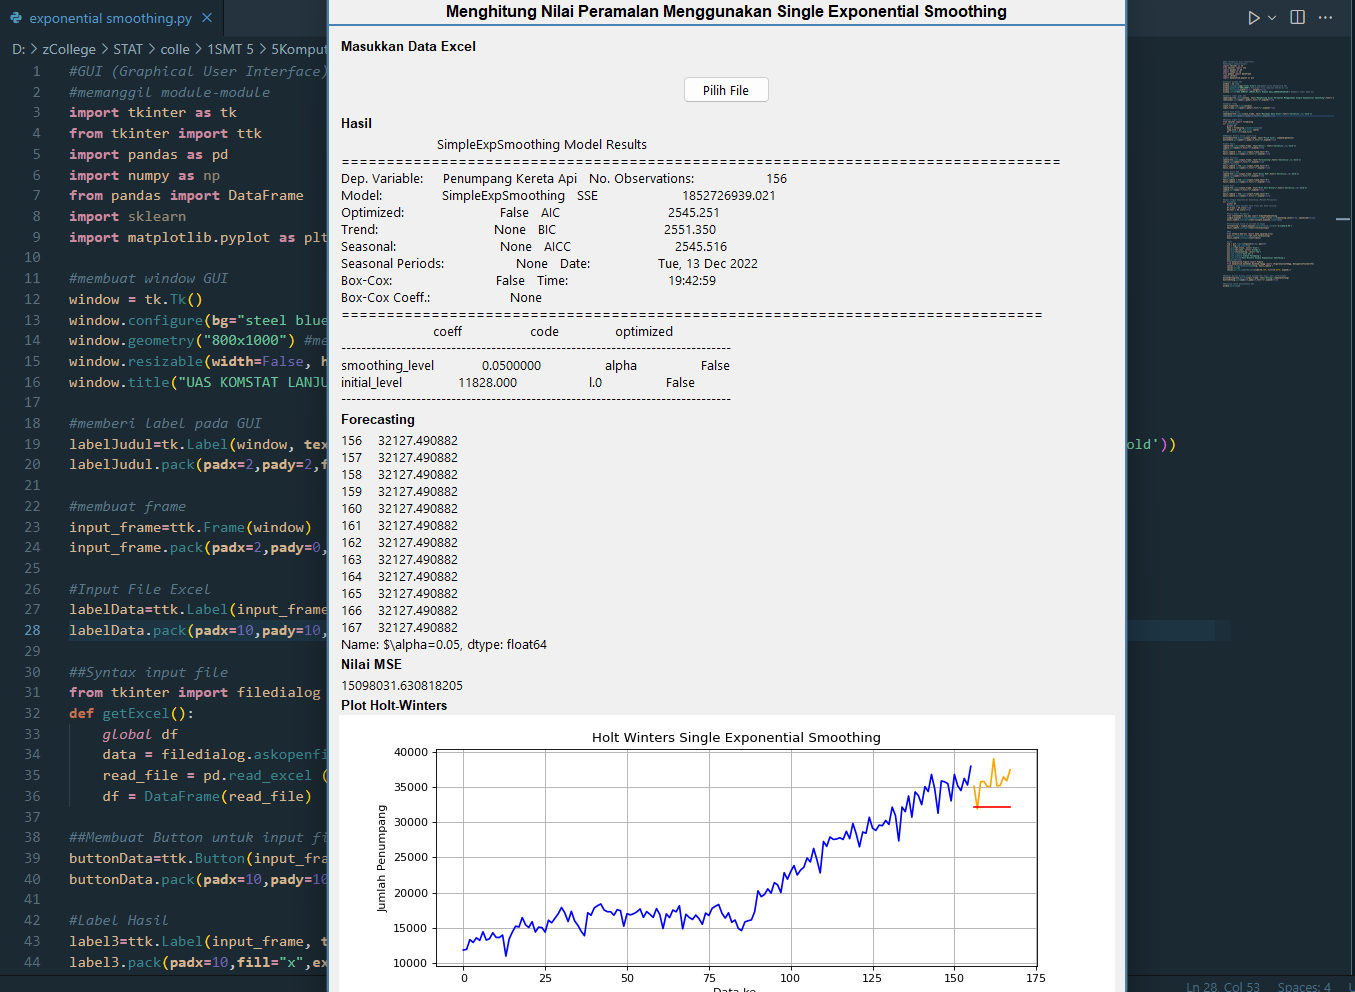 exponential smoothing.py
D: > zCollege > STAT > colle > 1SMT 5 > 5Komput
1 #GUI (Graphical User Interface)
2 #memanggil module-module
3 import tkinter as tk
4 from tkinter import ttk
5 import pandas as pd
6 import numpy as np
7 from pandas import DataFrame
8 import sklearn
9 import matplotlib.pyplot as plt
10
11 #membuat window GUI
12 window = tk.Tk()
13 window.configure(bg="steel blue
14 window.geometry("800x1000") #me
15 window.resizable(width=False, h
16 window.title("UAS KOMSTAT LANJU
17
18 #memberi label pada GUI
19 labelJudul=tk.Label(window, tex
old'))
20 labelJudul.pack(padx=2,pady=2,f
21
22 #membuat frame
23 input_frame=ttk.Frame(window)
24 input_frame.pack(padx=2,pady=0,
25
26 #Input File Excel
27 labelData=ttk.Label(input_frame
28 labelData.pack(padx=10,pady=10,
29
30 ##Syntax input file
31 from tkinter import filedialog
32 def getExcel():
33 global df
34 data = filedialog.askopenfi
35 read_file = pd.read_excel (
36 df = DataFrame(read_file)
37
38 ##Membuat Button untuk input fi
39 buttonData=ttk.Button(input_fra
40 buttonData.pack(padx=10,pady=10
41
42 #Label Hasil
43 label3=ttk.Label(input_frame, t
44 label3.pack(padx=10,fill="x",ex
Menghitung Nilai Peramalan Menggunakan Single Exponential Smoothing
Masukkan Data Excel
Pilih File
Hasil
SimpleExpSmoothing Model Results
================================================================================
Dep. Variable: Penumpang Kereta Api No. Observations: 156
Model: SimpleExpSmoothing SSE 1852726939.021
Optimized: False AIC 2545.251
Trend: None BIC 2551.350
Seasonal: None AICC 2545.516
Seasonal Periods: None Date: Tue, 13 Dec 2022
Box-Cox: False Time: 19:42:59
Box-Cox Coeff.: None
==============================================================================
coeff code optimized
------------------------------------------------------------------------------
smoothing_level 0.0500000 alpha False
initial_level 11828.000 l.0 False
------------------------------------------------------------------------------
Forecasting
156 32127.490882
157 32127.490882
158 32127.490882
159 32127.490882
160 32127.490882
161 32127.490882
162 32127.490882
163 32127.490882
164 32127.490882
165 32127.490882
166 32127.490882
167 32127.490882
Name: $\alpha=0.05, dtype: float64
Nilai MSE
15098031.630818205
Plot Holt-Winters
Holt Winters Single Exponential Smoothing
Jumlah Penumpang
40000
35000
30000
25000
20000
15000
10000
0 25 50 75 100 125 150 175
Data ke
Ln 28, Col 53 Spaces: 4